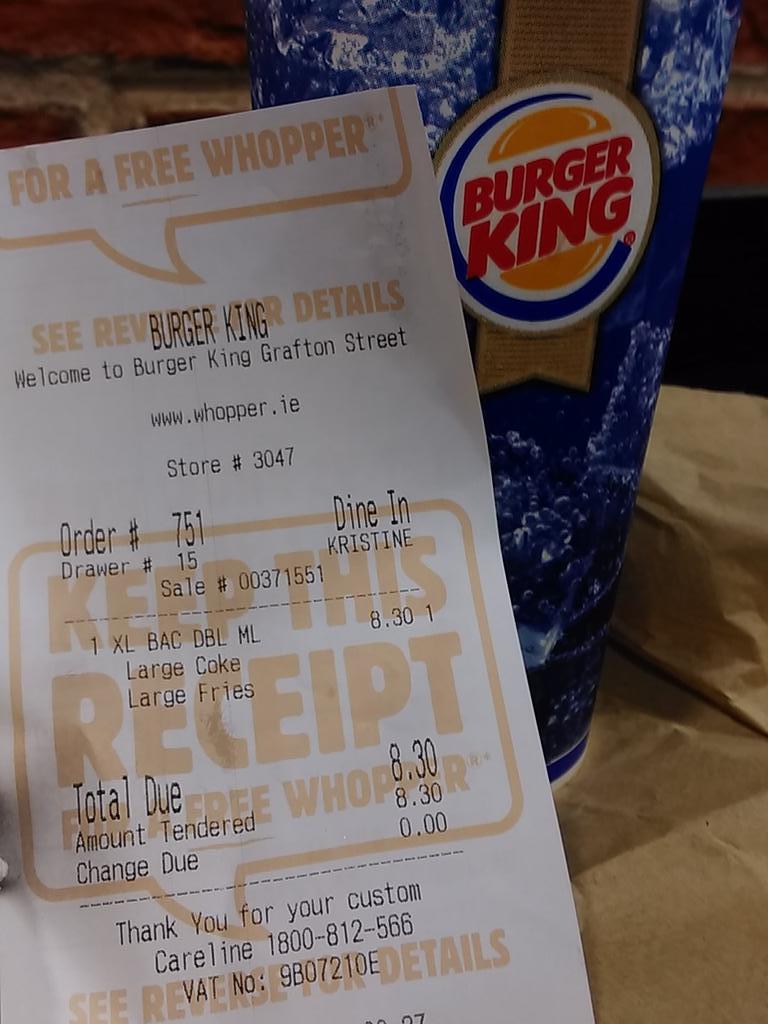 FOR A FREE WHOPPER®*
SEE REVERSE FOR DETAILS
BURGER KING
Welcome to Burger King Grafton Street
www.whopper.ie
Store # 3047
Order # 751 Dine In
Drawer # 15 KRISTINE
Sale # 00371551
KEEP THIS
1 XL BAC DBL ML 8.30 1
Large Coke
Large Fries
RECEIPT
Total Due 8.30
FOR A FREE WHOPPER®*
Amount Tendered 8.30
Change Due 0.00
Thank You for your custom
Careline 1800-812-566
VAT No: 9B07210E
SEE REVERSE FOR DETAILS
BURGER
KING®